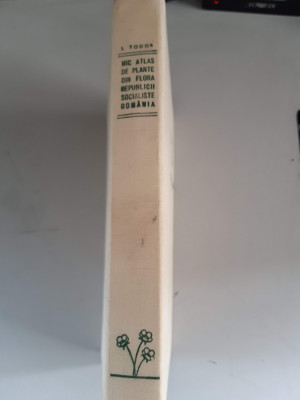 I. TODOR
MIC ATLAS
DE PLANTE
DIN FLORA
REPUBLICII
SOCIALISTE
ROMÂNIA